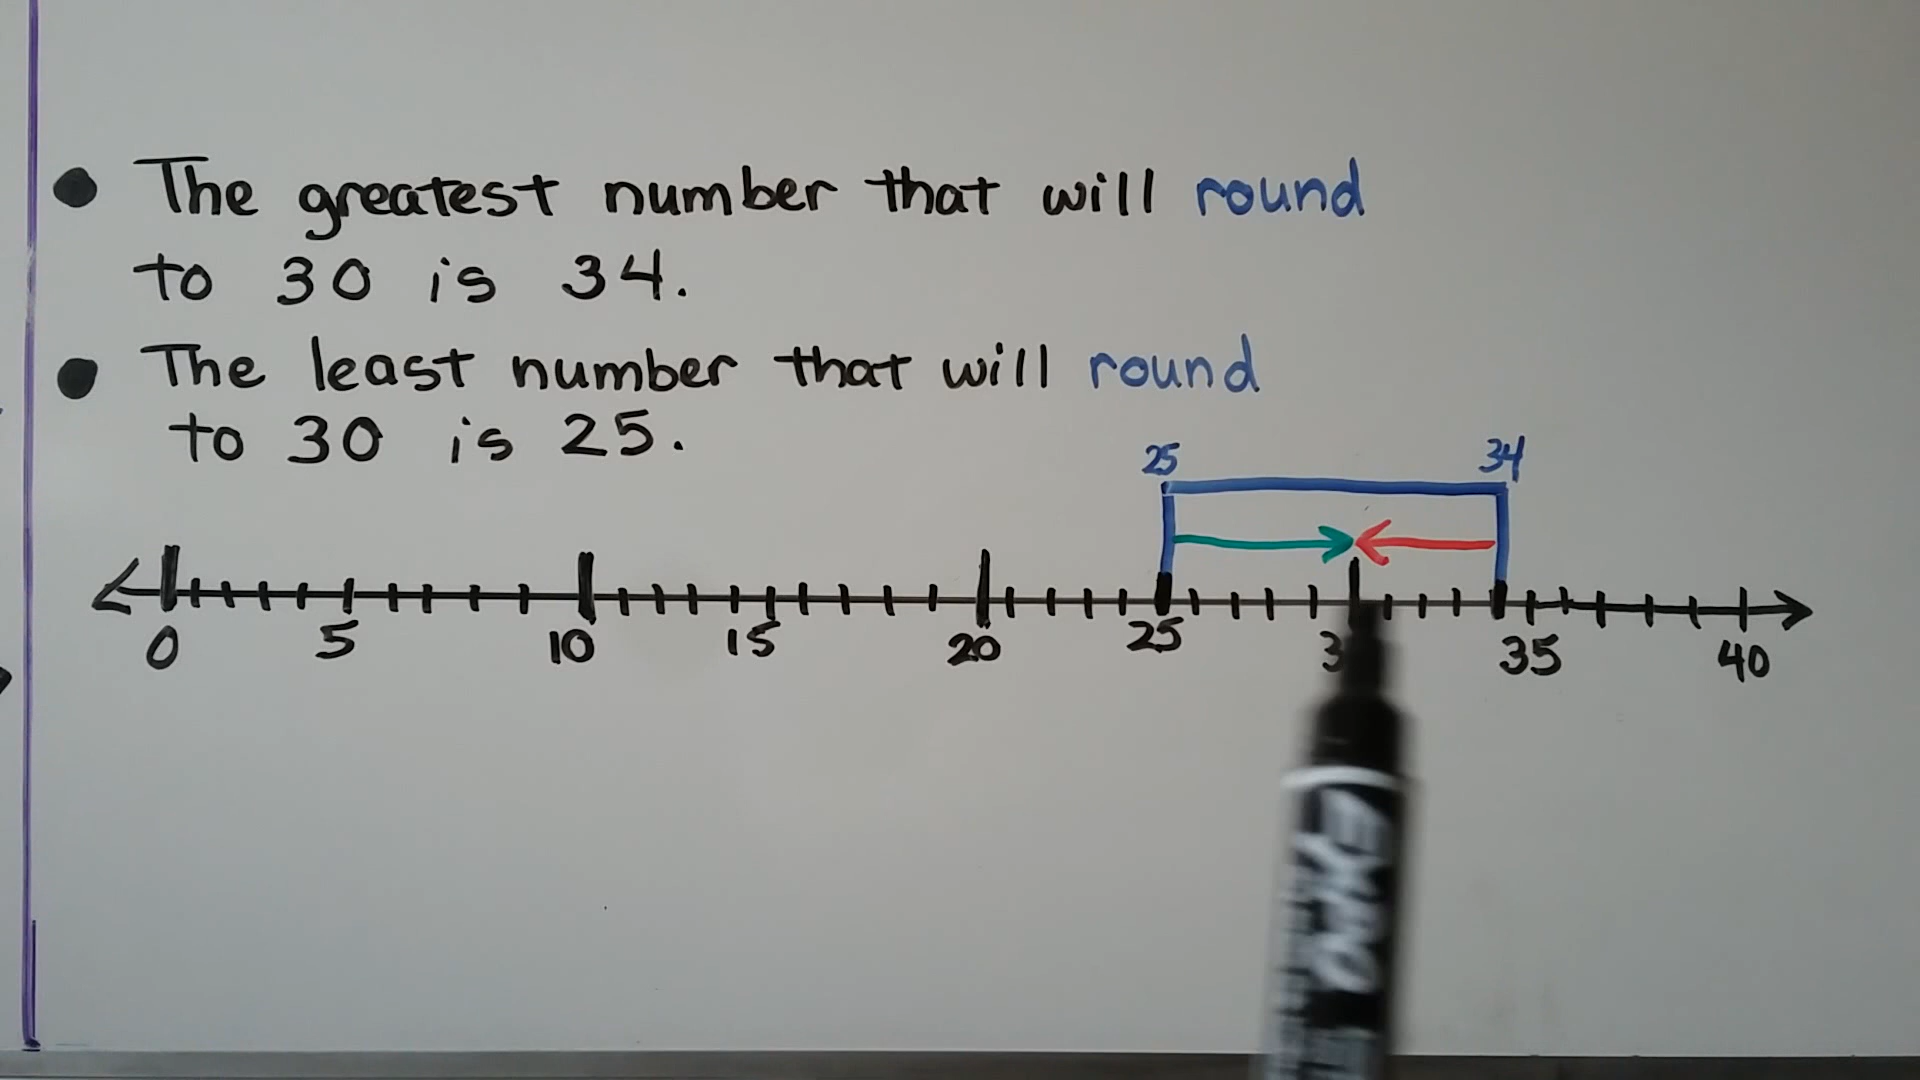 The greatest number that will round
to 30 is 34.
The least number that will round
to 30 is 25.
25 34
0 5 10 15 20 25 35 40
EXPO